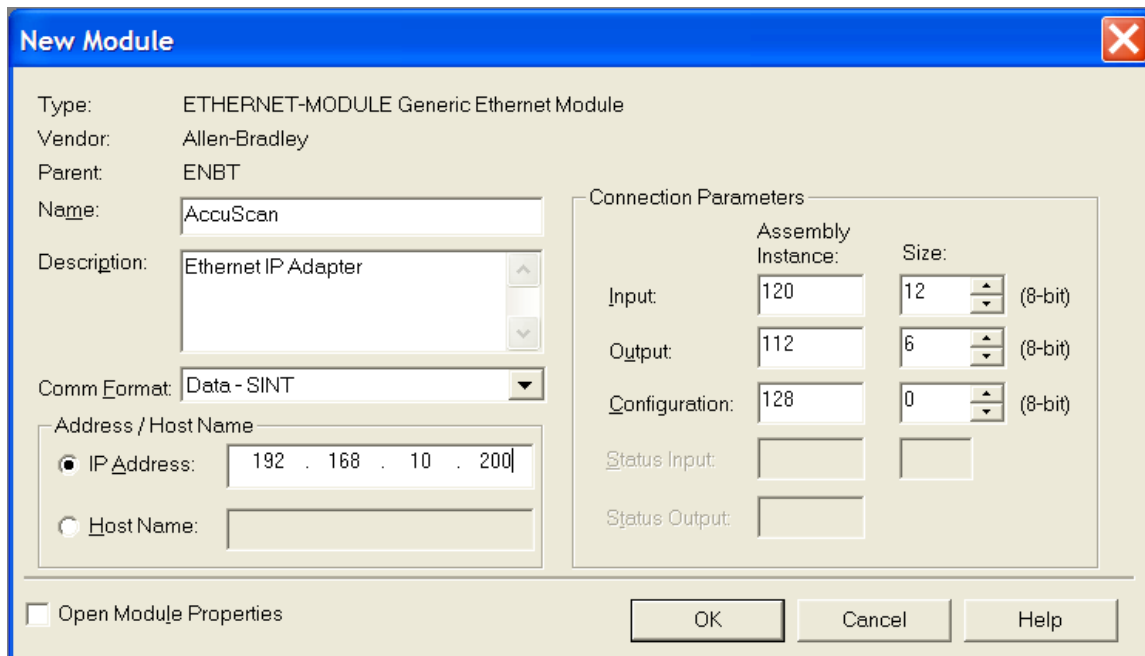 New Module
Type: ETHERNET-MODULE Generic Ethernet Module
Vendor: Allen-Bradley
Parent: ENBT
Name: AccuScan
Description: Ethernet IP Adapter
Comm Format: Data - SINT
Address / Host Name
IP Address: 192 . 168 . 10 . 200
Host Name:
Connection Parameters
Assembly Instance: Size:
Input: 120 12 (8-bit)
Output: 112 6 (8-bit)
Configuration: 128 0 (8-bit)
Status Input:
Status Output:
Open Module Properties
OK Cancel Help